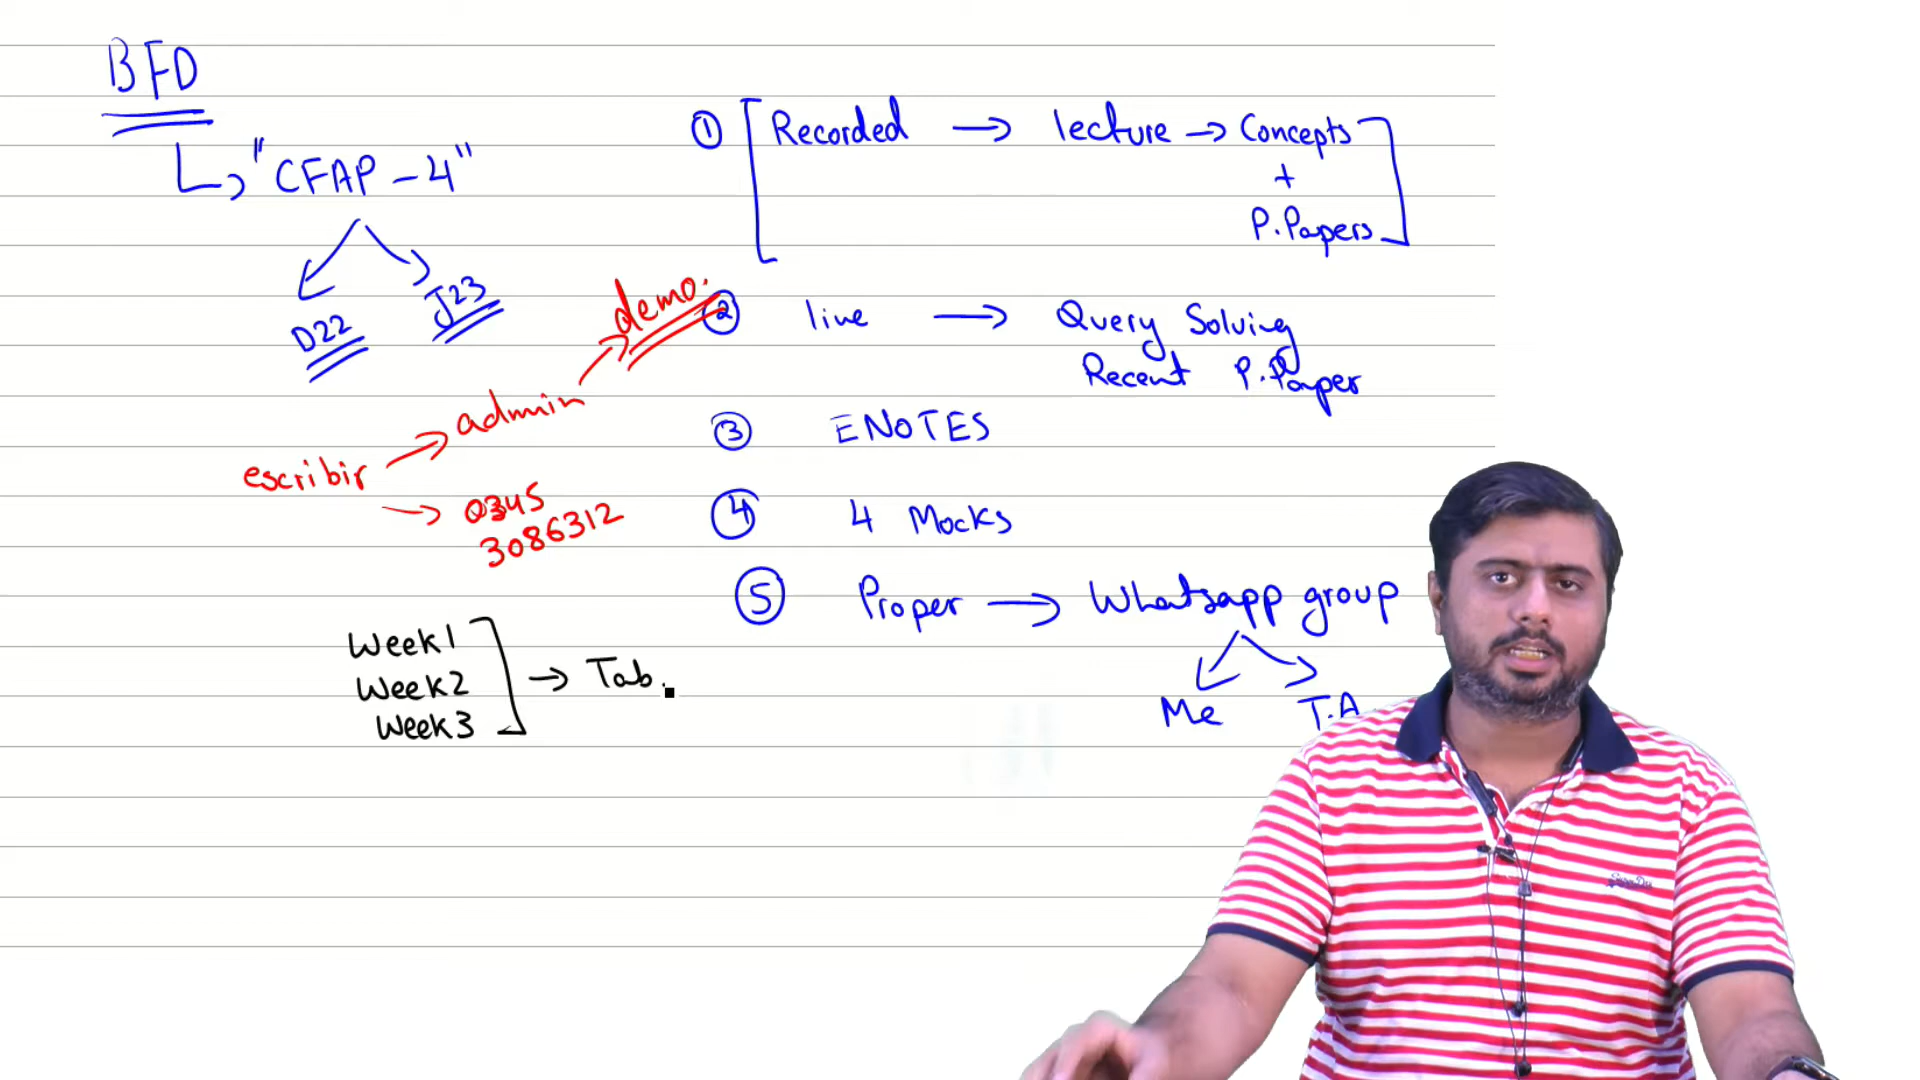 BFD
"CFAP-4"
D22 J23
① Recorded → lecture → Concepts
+
P.Papers
② live → Query Solving
Recent P.Paper
③ ENOTES
④ 4 Mocks
⑤ Proper → Whatsapp group
Me T.A
demo.
escribir → admin
→ 0345
3086312
Week1
Week2
Week3
→ Tab.